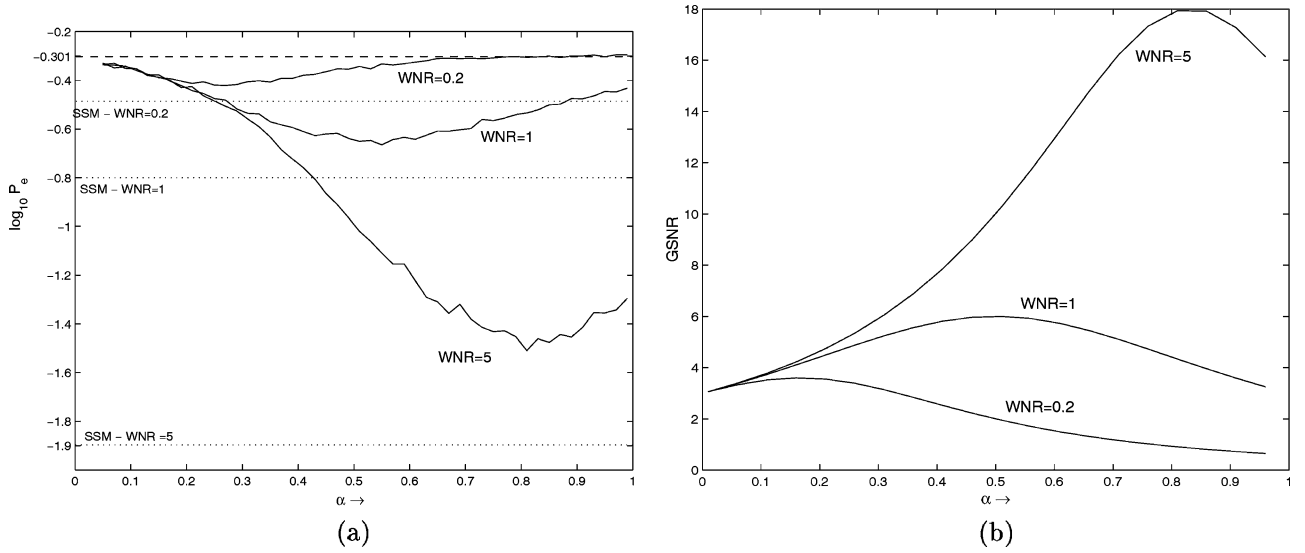 -0.2
-0.301
-0.4
-0.6
-0.8
-1
-1.2
-1.4
-1.6
-1.8
-1.9
log10 Pe
WNR=0.2
SSM – WNR=0.2
WNR=1
SSM – WNR=1
WNR=5
SSM – WNR =5
0 0.1 0.2 0.3 0.4 0.5 0.6 0.7 0.8 0.9 1
α →
(a)
18
16
14
12
10
8
6
4
2
0
GSNR
WNR=5
WNR=1
WNR=0.2
0 0.1 0.2 0.3 0.4 0.5 0.6 0.7 0.8 0.9 1
α →
(b)